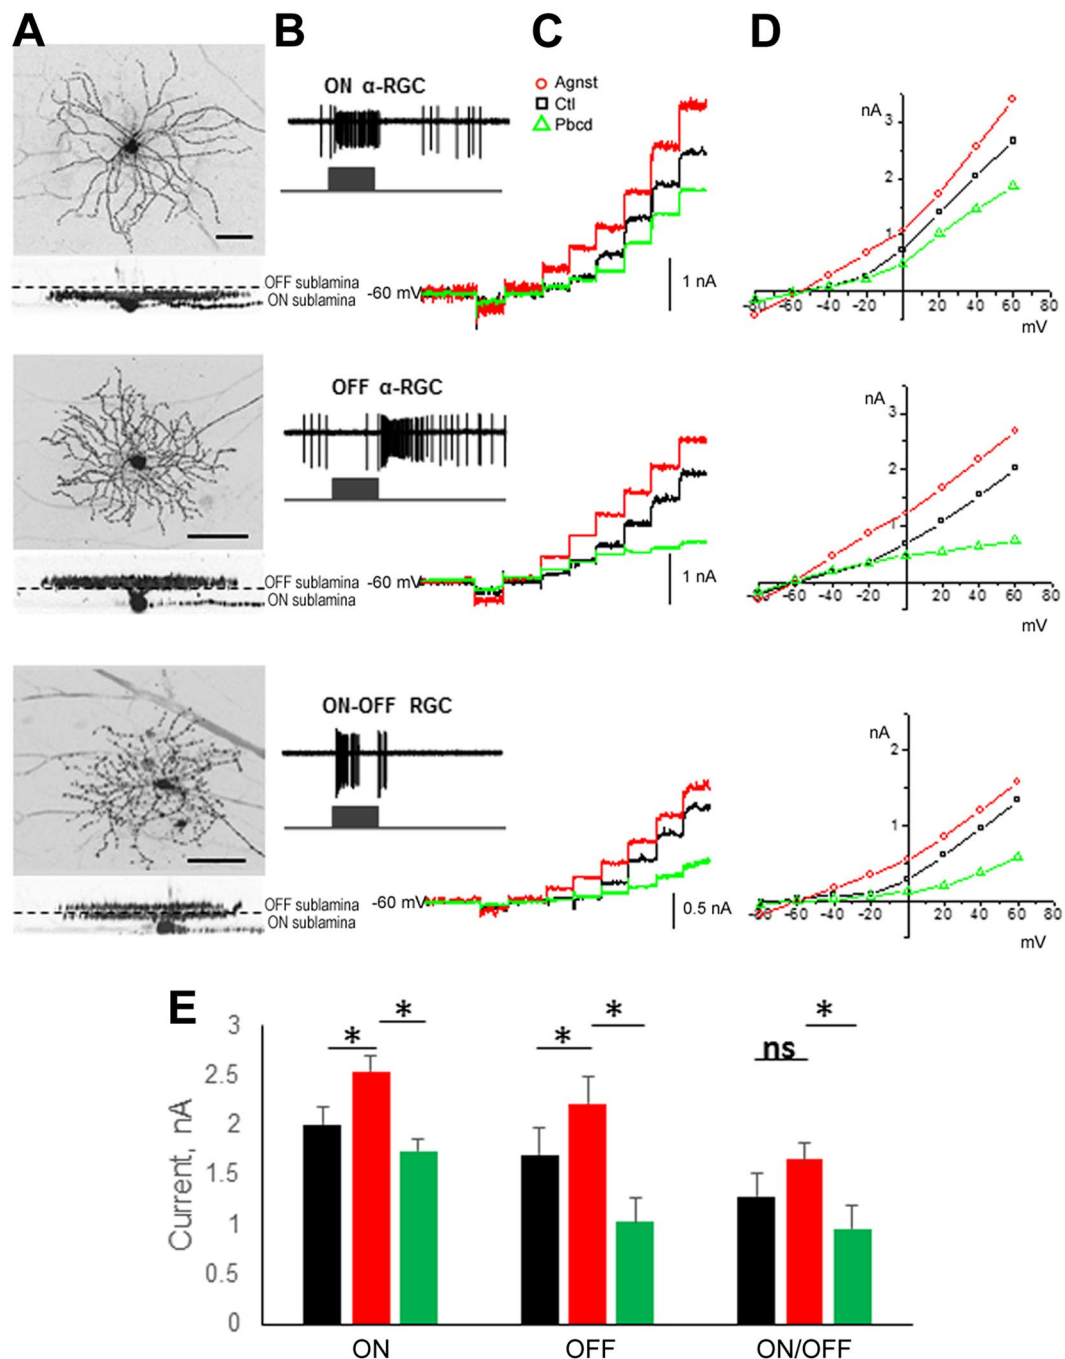 A
B
C
D
ON α-RGC
Agnst
Ctl
Pbcd
OFF sublamina
ON sublamina
-60 mV
1 nA
nA
3
2
1
-80 -60 -40 -20 20 40 60 80
mV
OFF α-RGC
OFF sublamina
ON sublamina
-60 mV
1 nA
nA
3
2
1
-80 -60 -40 -20 20 40 60 80
mV
ON-OFF RGC
OFF sublamina
ON sublamina
-60 mV
0.5 nA
nA
2
1
-80 -60 -40 -20 20 40 60 80
mV
E
Current, nA
3
2.5
2
1.5
1
0.5
0
* *
* *
ns *
ON OFF ON/OFF